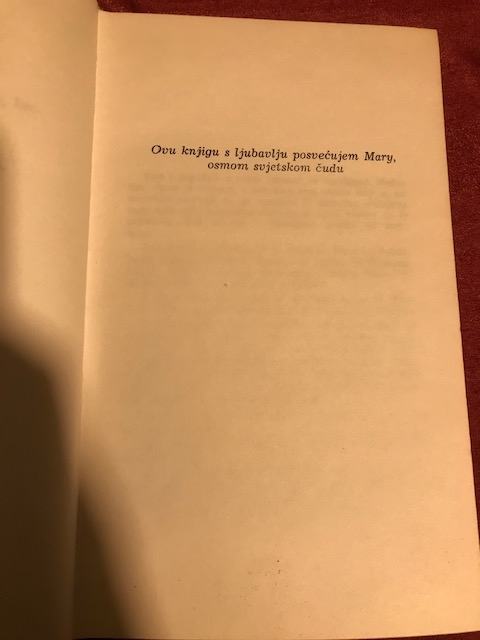 Ovu knjigu s ljubavlju posvećujem Mary,
osmom svjetskom čudu